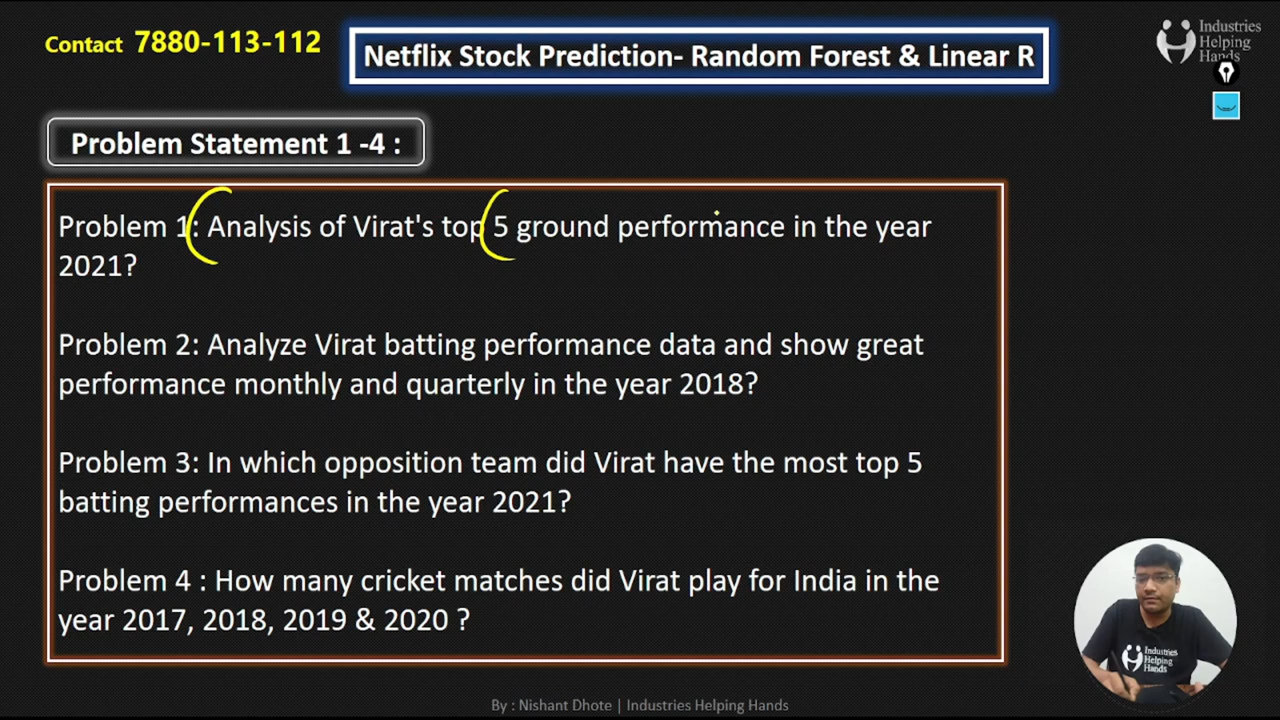 Contact 7880-113-112
Netflix Stock Prediction- Random Forest & Linear R
Industries
Helping
Hands
Problem Statement 1 -4 :
Problem 1: Analysis of Virat's top 5 ground performance in the year
2021?
Problem 2: Analyze Virat batting performance data and show great
performance monthly and quarterly in the year 2018?
Problem 3: In which opposition team did Virat have the most top 5
batting performances in the year 2021?
Problem 4 : How many cricket matches did Virat play for India in the
year 2017, 2018, 2019 & 2020 ?
Industries
Helping
Hands
By : Nishant Dhote | Industries Helping Hands